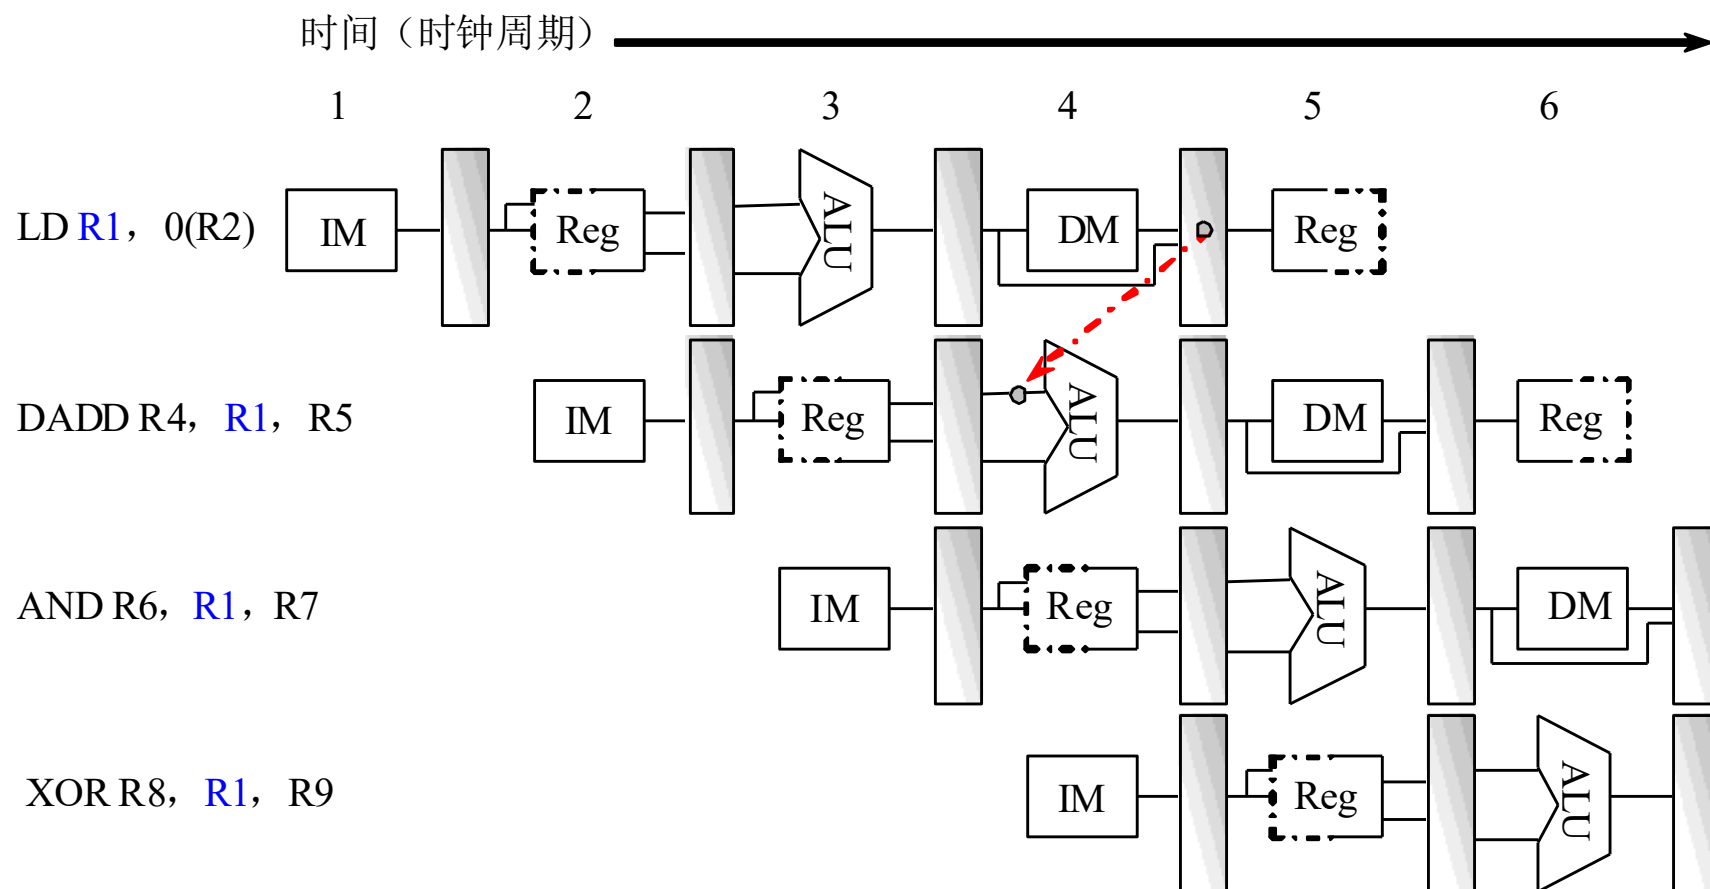 时间（时钟周期）
1 2 3 4 5 6
LD R1， 0(R2) IM Reg ALU DM Reg
DADD R4， R1， R5 IM Reg ALU DM Reg
AND R6， R1， R7 IM Reg ALU DM
XOR R8， R1， R9 IM Reg ALU